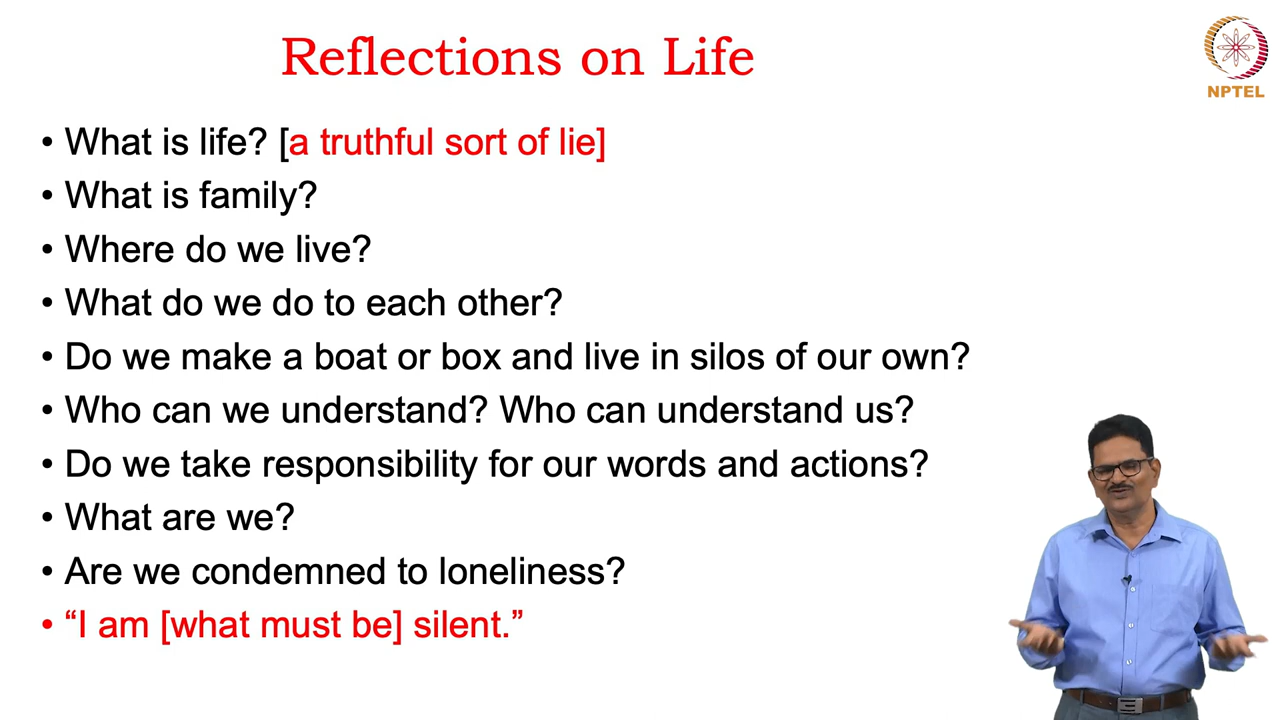 Reflections on Life
NPTEL
• What is life? [a truthful sort of lie]
• What is family?
• Where do we live?
• What do we do to each other?
• Do we make a boat or box and live in silos of our own?
• Who can we understand? Who can understand us?
• Do we take responsibility for our words and actions?
• What are we?
• Are we condemned to loneliness?
• “I am [what must be] silent.”